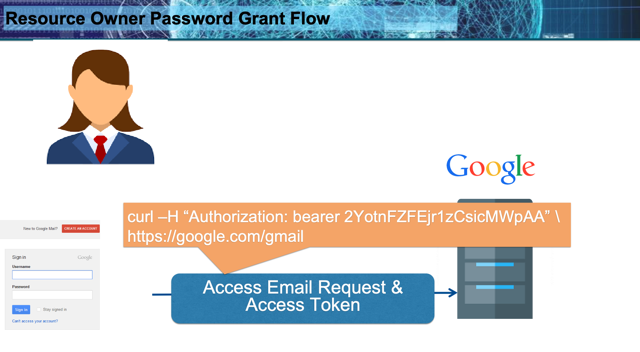 Resource Owner Password Grant Flow
Google
curl –H “Authorization: bearer 2YotnFZFEjr1zCsicMWpAA” \
https://google.com/gmail
New to Google Mail? CREATE AN ACCOUNT
Sign in Google
Username
Password
Sign in Stay signed in
Can't access your account?
Access Email Request &
Access Token